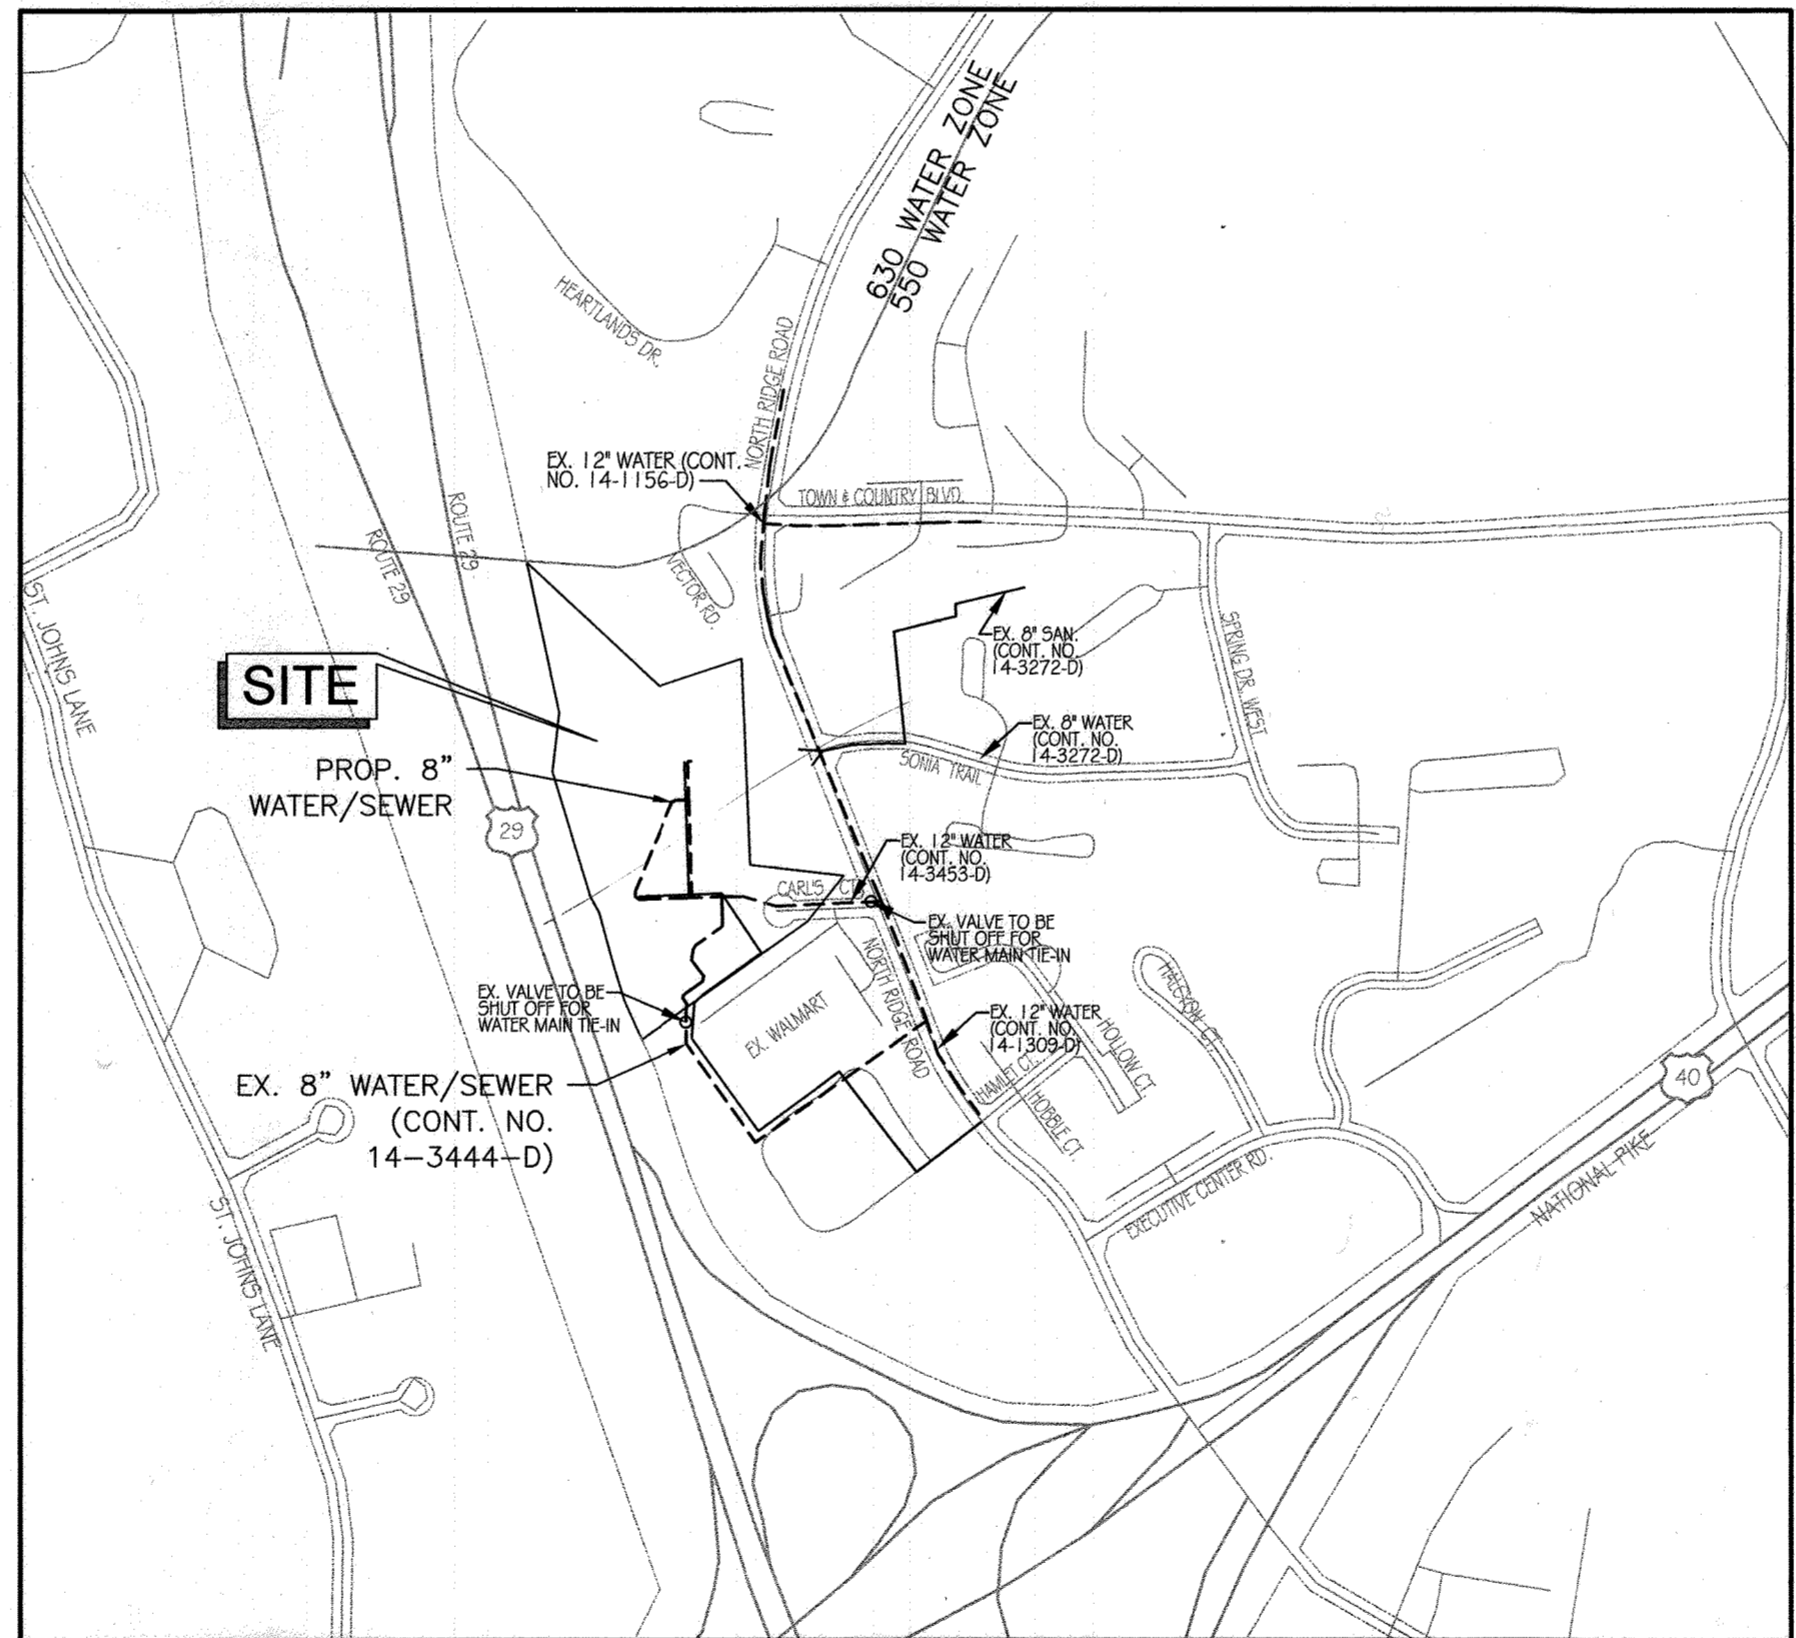 630 WATER ZONE
550 WATER ZONE
HEARTLANDS DR.
NORTH RIDGE ROAD
EX. 12" WATER (CONT.
NO. 14-1156-D)
TOWN & COUNTRY BLVD.
ROUTE 29
ROUTE 29
VECTOR RD.
ST. JOHNS LANE
EX. 8" SAN.
(CONT. NO.
14-3272-D)
SPRING DR. WEST
SITE
EX. 8" WATER
(CONT. NO.
14-3272-D)
SONIA TRAIL
PROP. 8"
WATER/SEWER
29
EX. 12" WATER
(CONT. NO.
14-3453-D)
CARL'S CT.
EX. VALVE TO BE
SHUT OFF FOR
WATER MAIN TIE-IN
NORTH RIDGE ROAD
HALCYON CT.
EX. VALVE TO BE
SHUT OFF FOR
WATER MAIN TIE-IN
EX. WALMART
EX. 12" WATER
(CONT. NO.
14-1309-D)
HOLLOW CT.
HAMLET CT.
HOBBLE CT.
40
EX. 8" WATER/SEWER
(CONT. NO.
14-3444-D)
EXECUTIVE CENTER RD.
NATIONAL PIKE
ST. JOHNS LANE